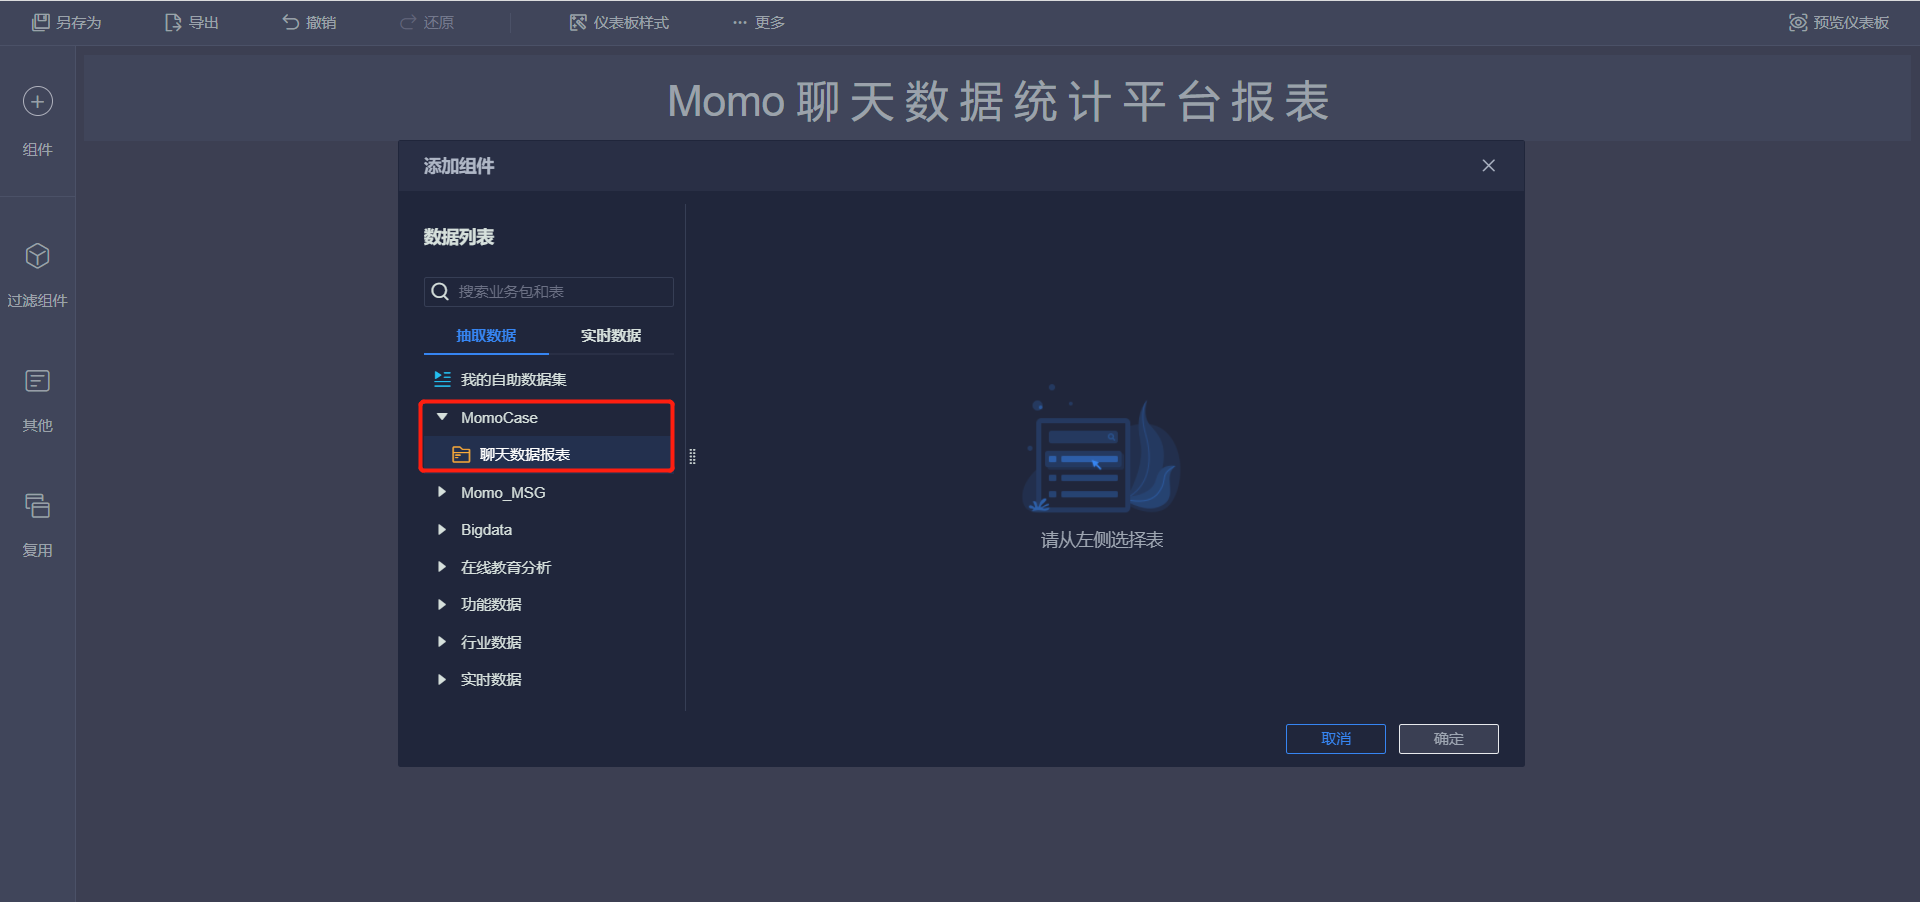 另存为
导出
撤销
还原
仪表板样式
更多
预览仪表板
组件
过滤组件
其他
复用
Momo聊天数据统计平台报表
添加组件
数据列表
搜索业务包和表
抽取数据
实时数据
我的自助数据集
MomoCase
聊天数据报表
Momo_MSG
Bigdata
在线教育分析
功能数据
行业数据
实时数据
请从左侧选择表
取消
确定